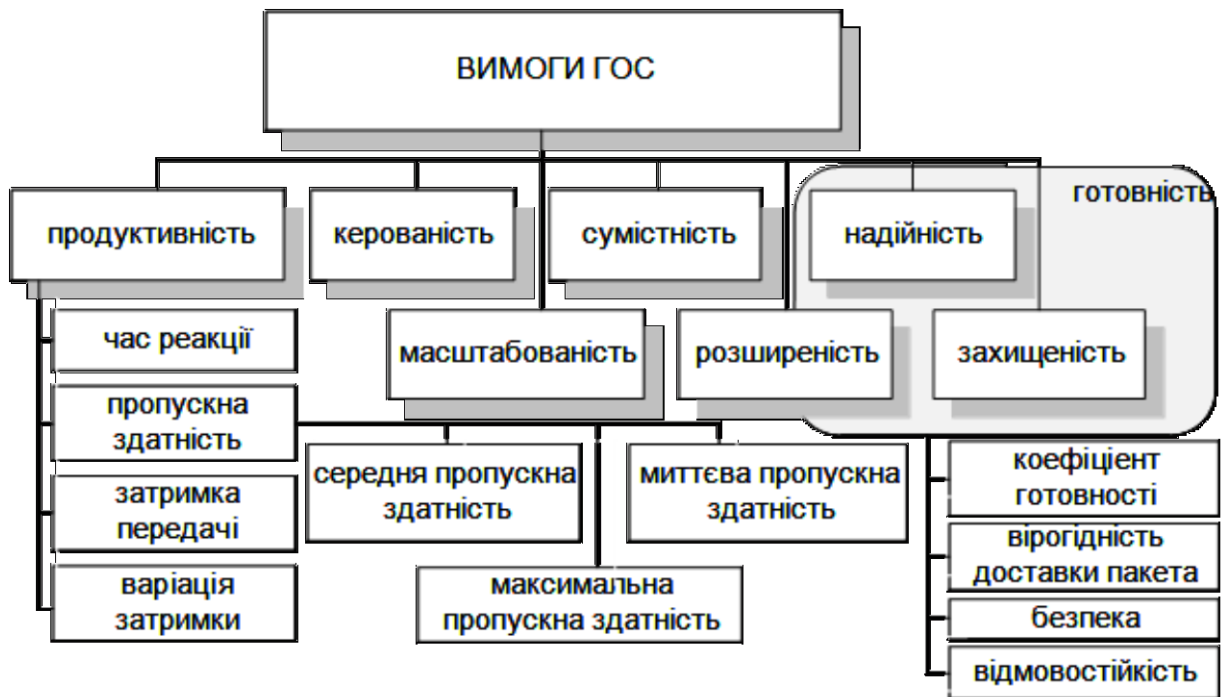 ВИМОГИ ГОС
готовність
продуктивність
керованість
сумістність
надійність
час реакції
масштабованість
розширеність
захищеність
пропускна
здатність
середня пропускна
здатність
миттєва пропускна
здатність
коефіцієнт
готовності
затримка
передачі
вірогідність
доставки пакета
варіація
затримки
максимальна
пропускна здатність
безпека
відмовостійкість